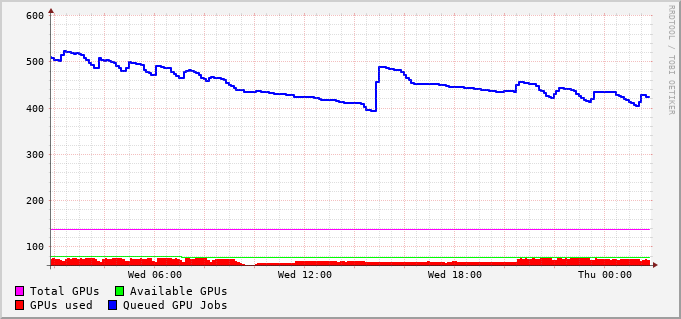 600
500
400
300
200
100
Wed 06:00 Wed 12:00 Wed 18:00 Thu 00:00
Total GPUs Available GPUs
GPUs used Queued GPU Jobs
RRDTOOL / TOBI OETIKER